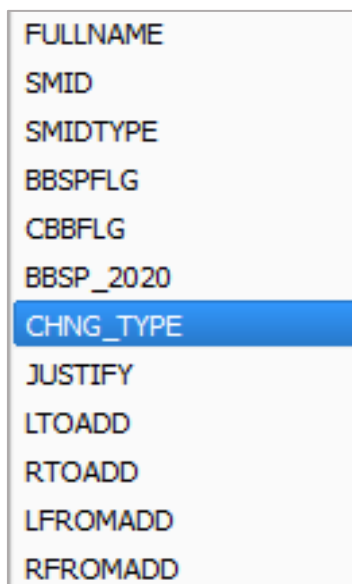 FULLNAME
SMID
SMIDTYPE
BBSPFLG
CBBFLG
BBSP_2020
CHNG_TYPE
JUSTIFY
LTOADD
RTOADD
LFROMADD
RFROMADD